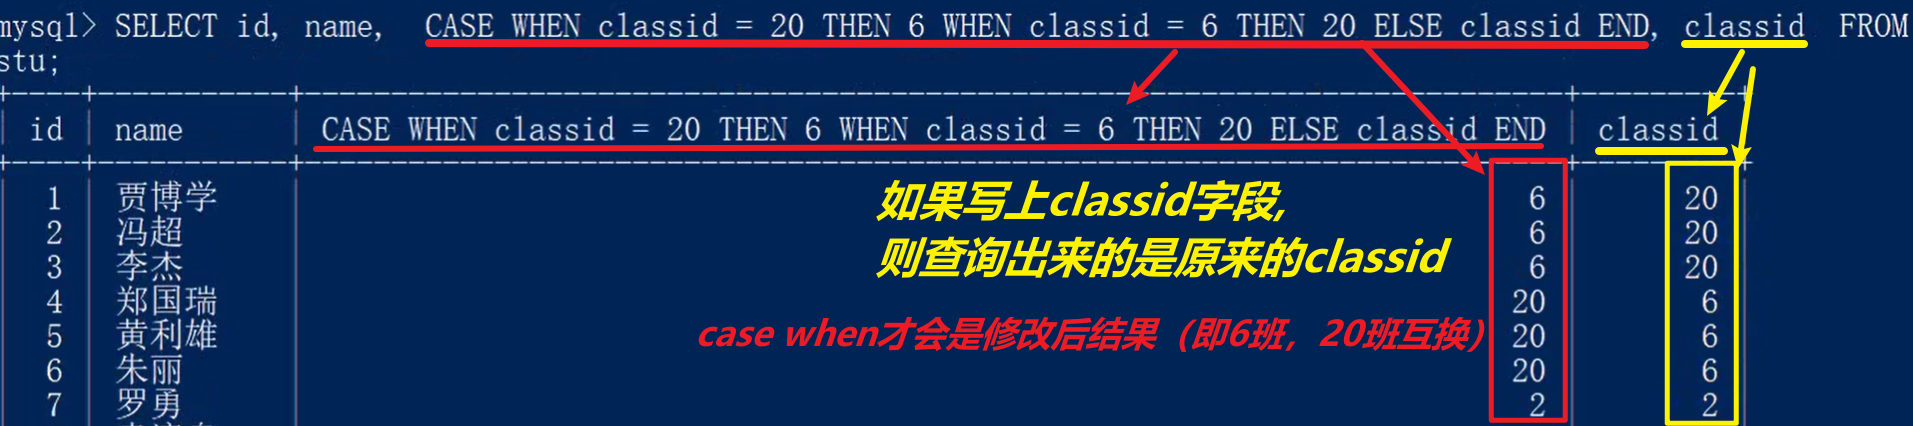 mysql> SELECT id, name, CASE WHEN classid = 20 THEN 6 WHEN classid = 6 THEN 20 ELSE classid END, classid FROM
stu;
id name CASE WHEN classid = 20 THEN 6 WHEN classid = 6 THEN 20 ELSE classid END classid
1 贾博学 6 20
2 冯超 6 20
3 李杰 6 20
4 郑国瑞 20 6
5 黄利雄 20 6
6 朱丽 20 6
7 罗勇 2 2
如果写上classid字段,
则查询出来的是原来的classid
case when才会是修改后结果（即6班，20班互换）